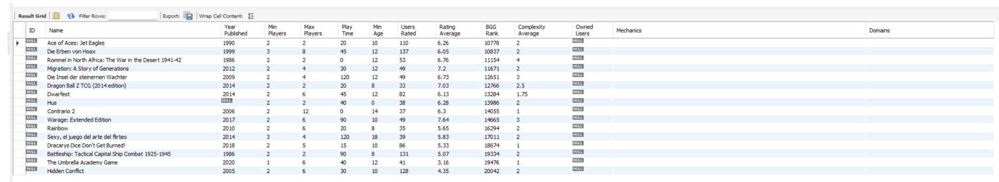 Result Grid Filter Rows: Export: Wrap Cell Content:
ID Name Year Published Min Players Max Players Play Time Min Age Users Rated Rating Average BGG Rank Complexity Average Owned Users Mechanics Domains
NULL Ace of Aces: Jet Eagles 1990 2 2 20 10 110 6.26 10778 2 NULL
NULL Die Erben von Hoax 1999 3 8 45 12 137 6.05 10837 2 NULL
NULL Rommel in North Africa: The War in the Desert 1941-42 1986 2 2 0 12 53 6.76 11154 4 NULL
NULL Migration: A Story of Generations 2012 2 4 30 12 49 7.2 11671 2 NULL
NULL Die Insel der steinernen Wachter 2009 2 4 120 12 49 6.73 12651 3 NULL
NULL Dragon Ball Z TCG (2014 edition) 2014 2 2 20 8 33 7.03 12766 2.5 NULL
NULL Dwarfest 2014 2 6 45 12 82 6.13 13284 1.75 NULL
NULL Hus NULL 2 2 40 0 38 6.28 13986 2 NULL
NULL Contrario 2 2006 2 12 0 14 37 6.3 14055 1 NULL
NULL Warage: Extended Edition 2017 2 6 90 10 49 7.64 14665 3 NULL
NULL Rainbow 2010 2 6 20 8 35 5.65 16294 2 NULL
NULL Sexy, el juego del arte del flirteo 2014 3 4 120 18 39 5.83 17011 2 NULL
NULL Dracarys Dice Don't Get Burned! 2018 2 5 15 10 86 5.33 18674 1 NULL
NULL Battleship: Tactical Capital Ship Combat 1925-1945 1986 2 2 90 8 131 5.07 19334 2 NULL
NULL The Umbrella Academy Game 2020 1 6 40 12 41 3.16 19476 1 NULL
NULL Hidden Conflict 2005 2 6 30 10 128 4.35 20042 2 NULL